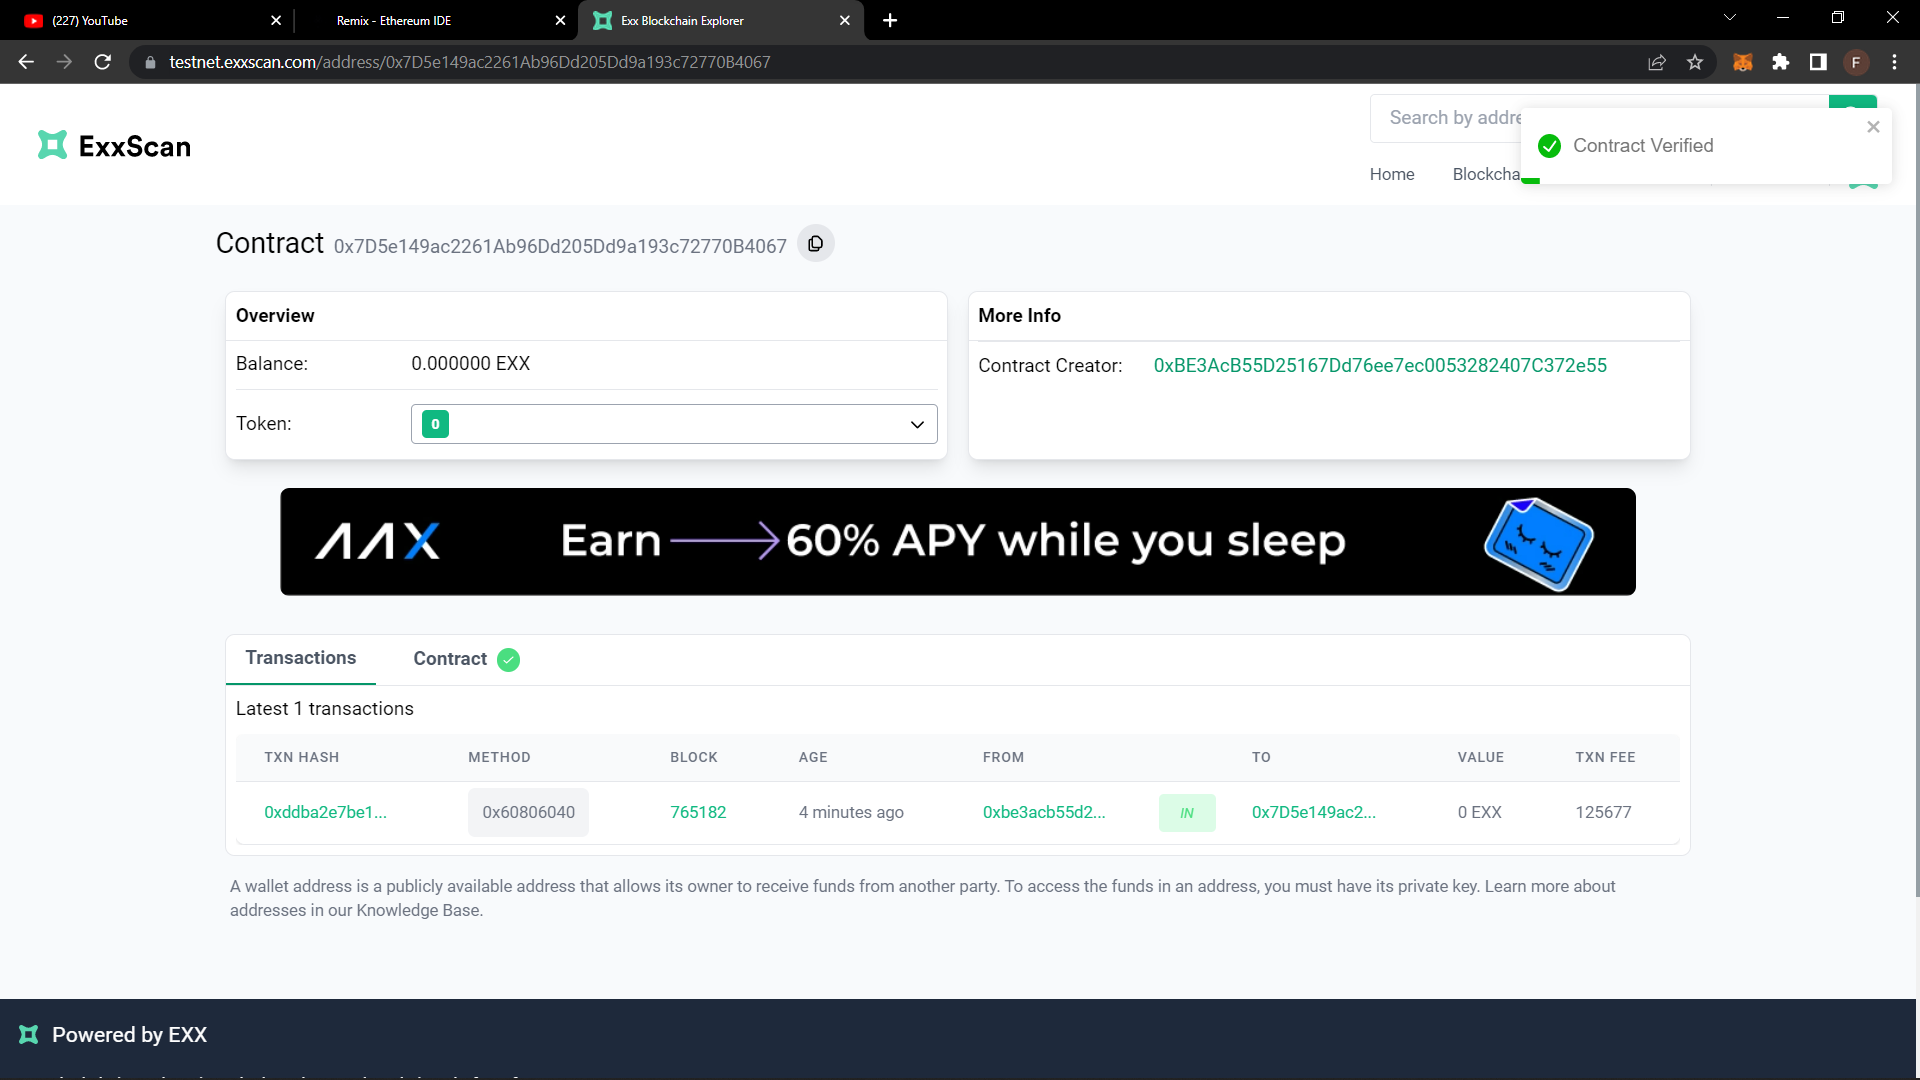 (227) YouTube
Remix - Ethereum IDE
Exx Blockchain Explorer
testnet.exxscan.com/address/0x7D5e149ac2261Ab96Dd205Dd9a193c72770B4067
F
ExxScan
Search by addre
Contract Verified
Home Blockcha
Contract 0x7D5e149ac2261Ab96Dd205Dd9a193c72770B4067
Overview
Balance: 0.000000 EXX
Token: 0
More Info
Contract Creator: 0xBE3AcB55D25167Dd76ee7ec0053282407C372e55
AAX Earn 60% APY while you sleep
Transactions Contract
Latest 1 transactions
TXN HASH METHOD BLOCK AGE FROM TO VALUE TXN FEE
0xddba2e7be1... 0x60806040 765182 4 minutes ago 0xbe3acb55d2... IN 0x7D5e149ac2... 0 EXX 125677
A wallet address is a publicly available address that allows its owner to receive funds from another party. To access the funds in an address, you must have its private key. Learn more about
addresses in our Knowledge Base.
Powered by EXX